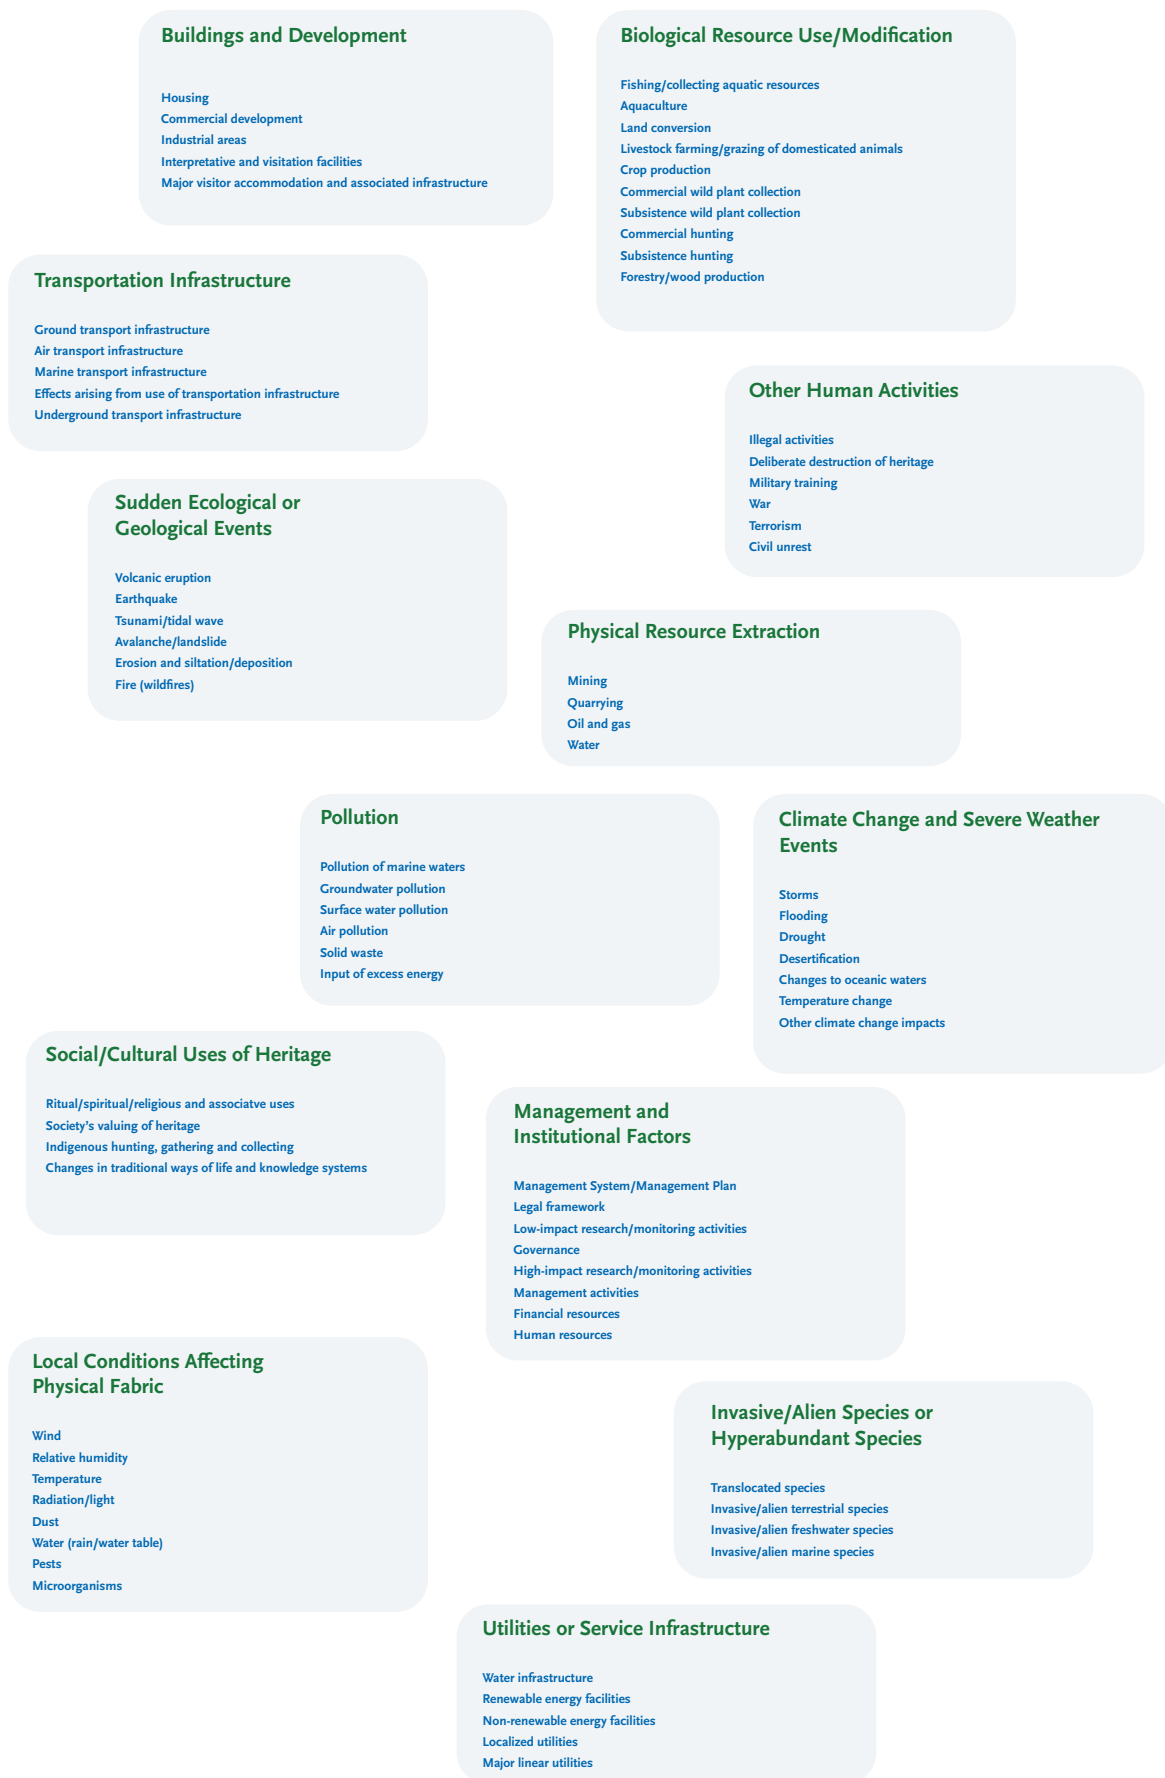 Buildings and Development
Housing
Commercial development
Industrial areas
Interpretative and visitation facilities
Major visitor accommodation and associated infrastructure
Biological Resource Use/Modification
Fishing/collecting aquatic resources
Aquaculture
Land conversion
Livestock farming/grazing of domesticated animals
Crop production
Commercial wild plant collection
Subsistence wild plant collection
Commercial hunting
Subsistence hunting
Forestry/wood production
Transportation Infrastructure
Ground transport infrastructure
Air transport infrastructure
Marine transport infrastructure
Effects arising from use of transportation infrastructure
Underground transport infrastructure
Other Human Activities
Illegal activities
Deliberate destruction of heritage
Military training
War
Terrorism
Civil unrest
Sudden Ecological or
Geological Events
Volcanic eruption
Earthquake
Tsunami/tidal wave
Avalanche/landslide
Erosion and siltation/deposition
Fire (wildfires)
Physical Resource Extraction
Mining
Quarrying
Oil and gas
Water
Pollution
Pollution of marine waters
Groundwater pollution
Surface water pollution
Air pollution
Solid waste
Input of excess energy
Climate Change and Severe Weather
Events
Storms
Flooding
Drought
Desertification
Changes to oceanic waters
Temperature change
Other climate change impacts
Social/Cultural Uses of Heritage
Ritual/spiritual/religious and associatve uses
Society's valuing of heritage
Indigenous hunting, gathering and collecting
Changes in traditional ways of life and knowledge systems
Management and
Institutional Factors
Management System/Management Plan
Legal framework
Low-impact research/monitoring activities
Governance
High-impact research/monitoring activities
Management activities
Financial resources
Human resources
Local Conditions Affecting
Physical Fabric
Wind
Relative humidity
Temperature
Radiation/light
Dust
Water (rain/water table)
Pests
Microorganisms
Invasive/Alien Species or
Hyperabundant Species
Translocated species
Invasive/alien terrestrial species
Invasive/alien freshwater species
Invasive/alien marine species
Utilities or Service Infrastructure
Water infrastructure
Renewable energy facilities
Non-renewable energy facilities
Localized utilities
Major linear utilities